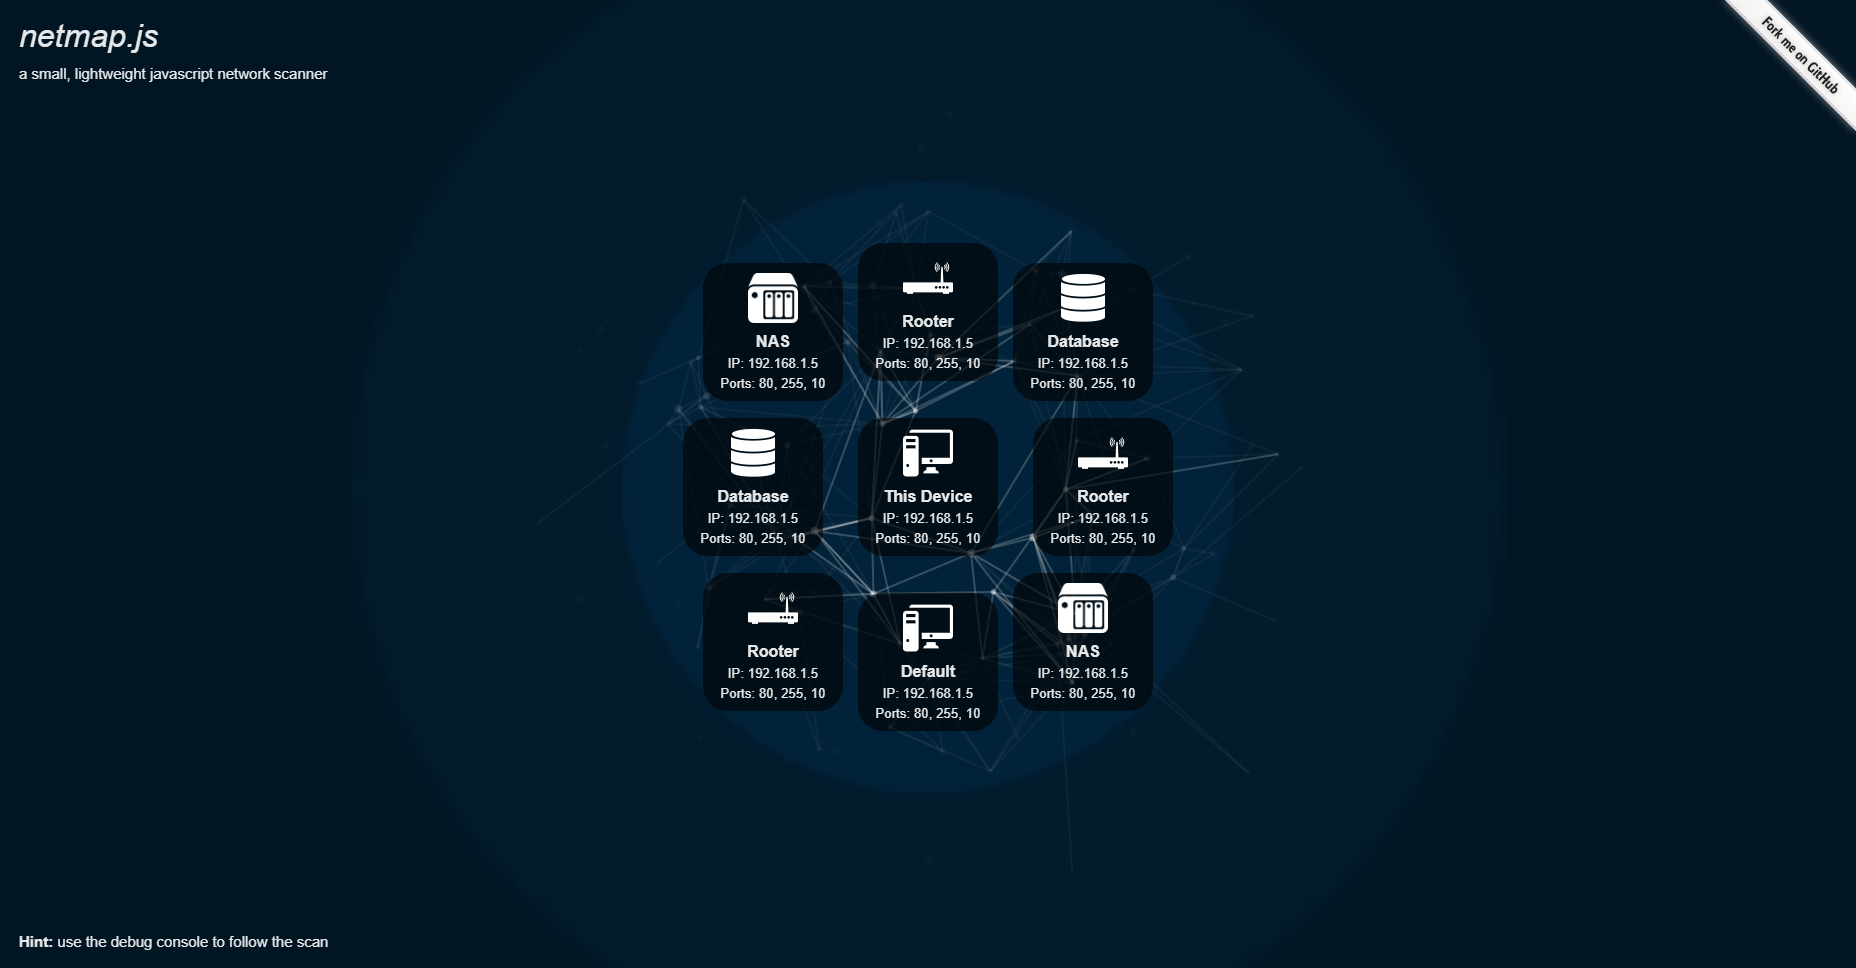 netmap.js
a small, lightweight javascript network scanner
Fork me on GitHub
NAS
IP: 192.168.1.5
Ports: 80, 255, 10
Rooter
IP: 192.168.1.5
Ports: 80, 255, 10
Database
IP: 192.168.1.5
Ports: 80, 255, 10
Database
IP: 192.168.1.5
Ports: 80, 255, 10
This Device
IP: 192.168.1.5
Ports: 80, 255, 10
Rooter
IP: 192.168.1.5
Ports: 80, 255, 10
Rooter
IP: 192.168.1.5
Ports: 80, 255, 10
Default
IP: 192.168.1.5
Ports: 80, 255, 10
NAS
IP: 192.168.1.5
Ports: 80, 255, 10
Hint: use the debug console to follow the scan